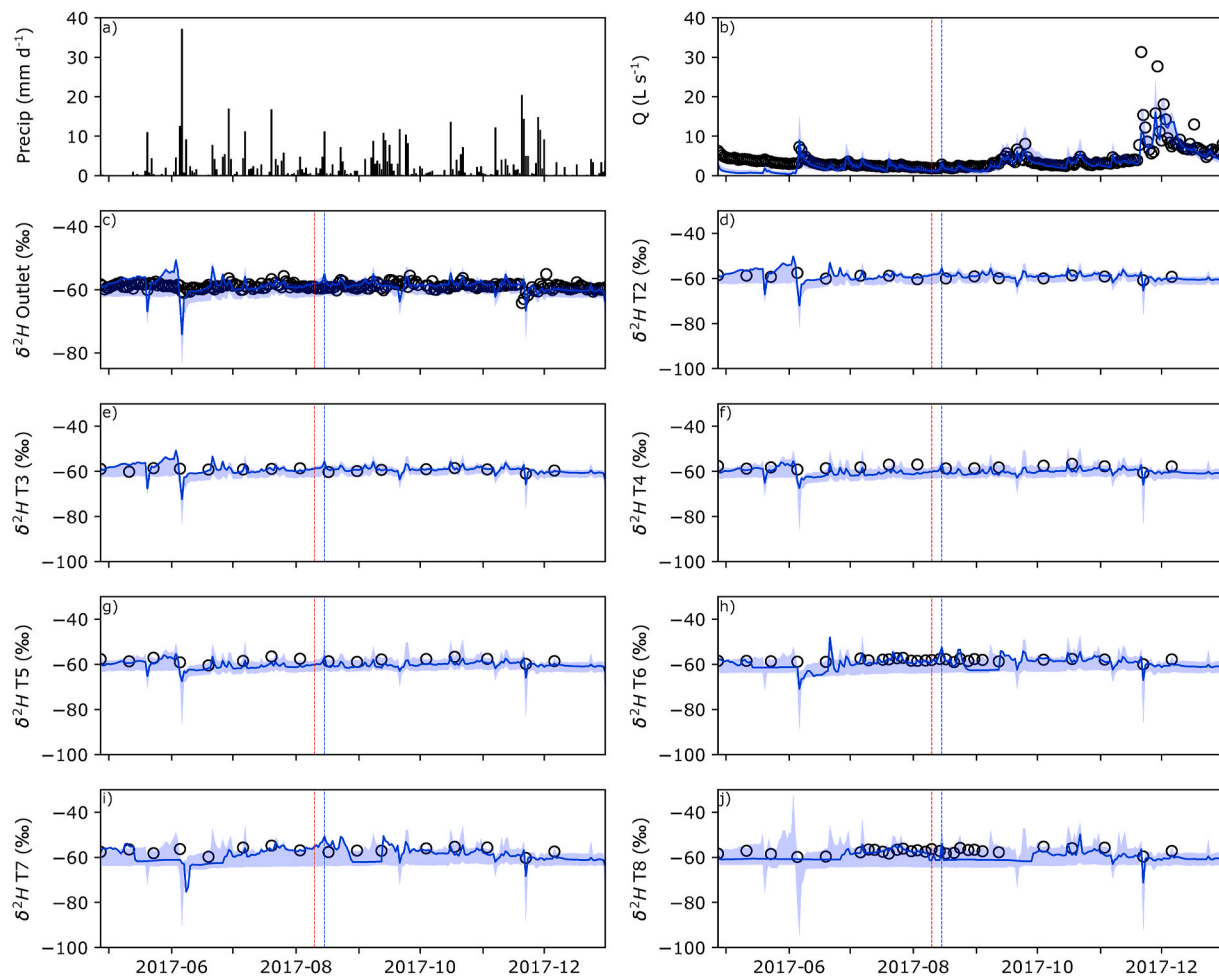 a)
Precip (mm d⁻¹)
40
30
20
10
0
b)
Q (L s⁻¹)
40
30
20
10
0
c)
δ²H Outlet (‰)
−40
−60
−80
d)
δ²H T2 (‰)
−40
−60
−80
−100
e)
δ²H T3 (‰)
−40
−60
−80
−100
f)
δ²H T4 (‰)
−40
−60
−80
−100
g)
δ²H T5 (‰)
−40
−60
−80
−100
h)
δ²H T6 (‰)
−40
−60
−80
−100
i)
δ²H T7 (‰)
−40
−60
−80
−100
2017-06 2017-08 2017-10 2017-12
j)
δ²H T8 (‰)
−40
−60
−80
−100
2017-06 2017-08 2017-10 2017-12